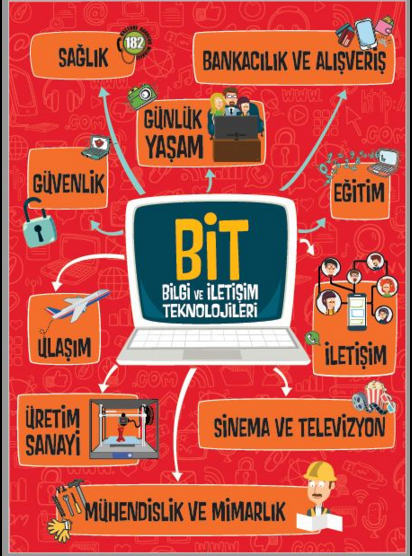 SAĞLIK
182
BANKACILIK VE ALIŞVERİŞ
GÜNLÜK
YAŞAM
GÜVENLİK
EĞİTİM
BİT
BİLGİ VE İLETİŞİM
TEKNOLOJİLERİ
ULAŞIM
İLETİŞİM
ÜRETİM
SANAYİ
SİNEMA VE TELEVİZYON
MÜHENDİSLİK VE MİMARLIK